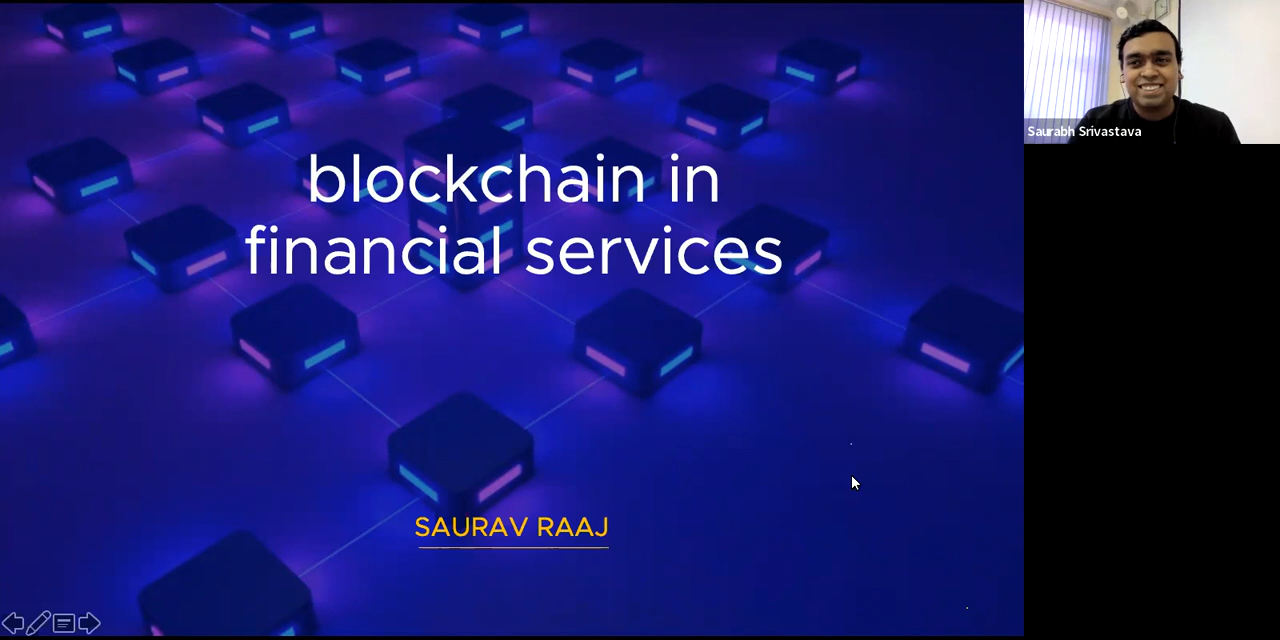 blockchain in
financial services
SAURAV RAAJ
Saurabh Srivastava